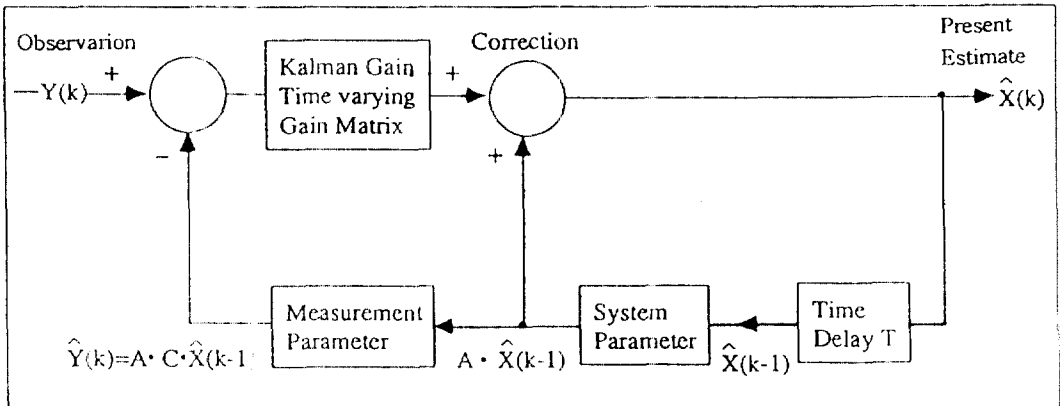 Observarion
Correction
Present
Estimate
Kalman Gain
Time varying
Gain Matrix
—Y(k)
+
+
X̂(k)
−
+
Measurement
Parameter
System
Parameter
Time
Delay T
Ŷ(k)=A· C·X̂(k-1)
A · X̂(k-1)
X̂(k-1)